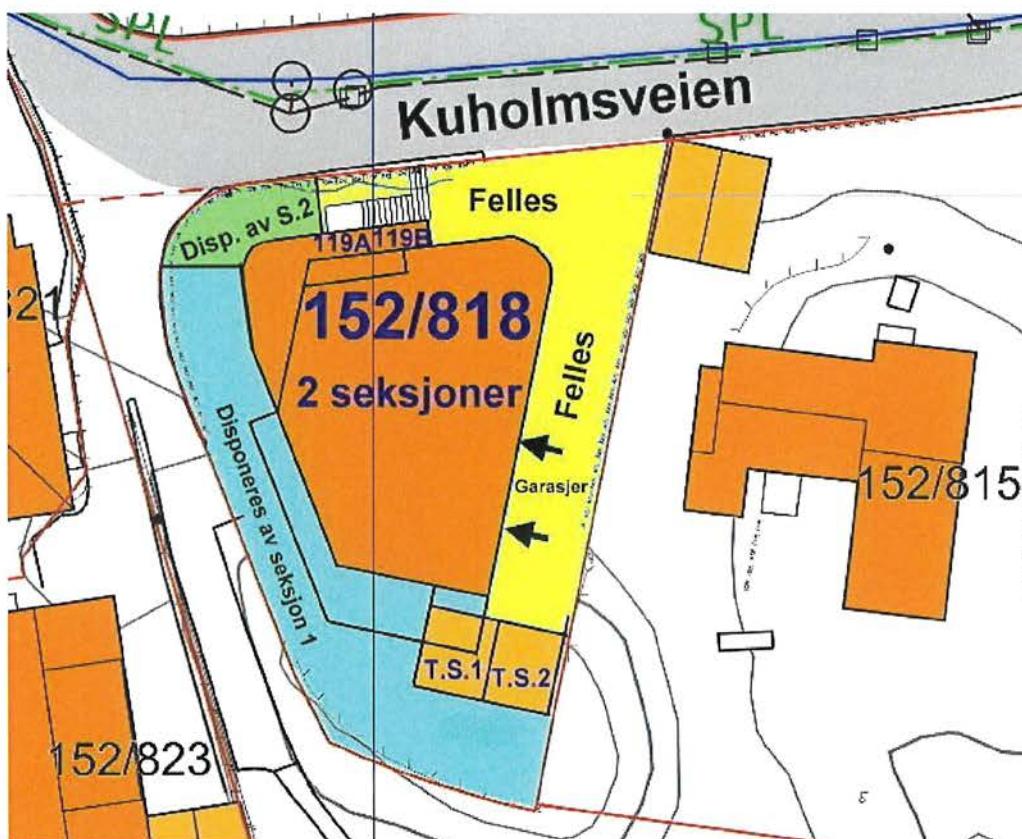 SPL
SPL
Kuholmsveien
Felles
Disp. av S.2
119A
119B
152/818
2 seksjoner
Felles
Garasjer
Disponeres av seksjon 1
T.S.1
T.S.2
152/815
152/823